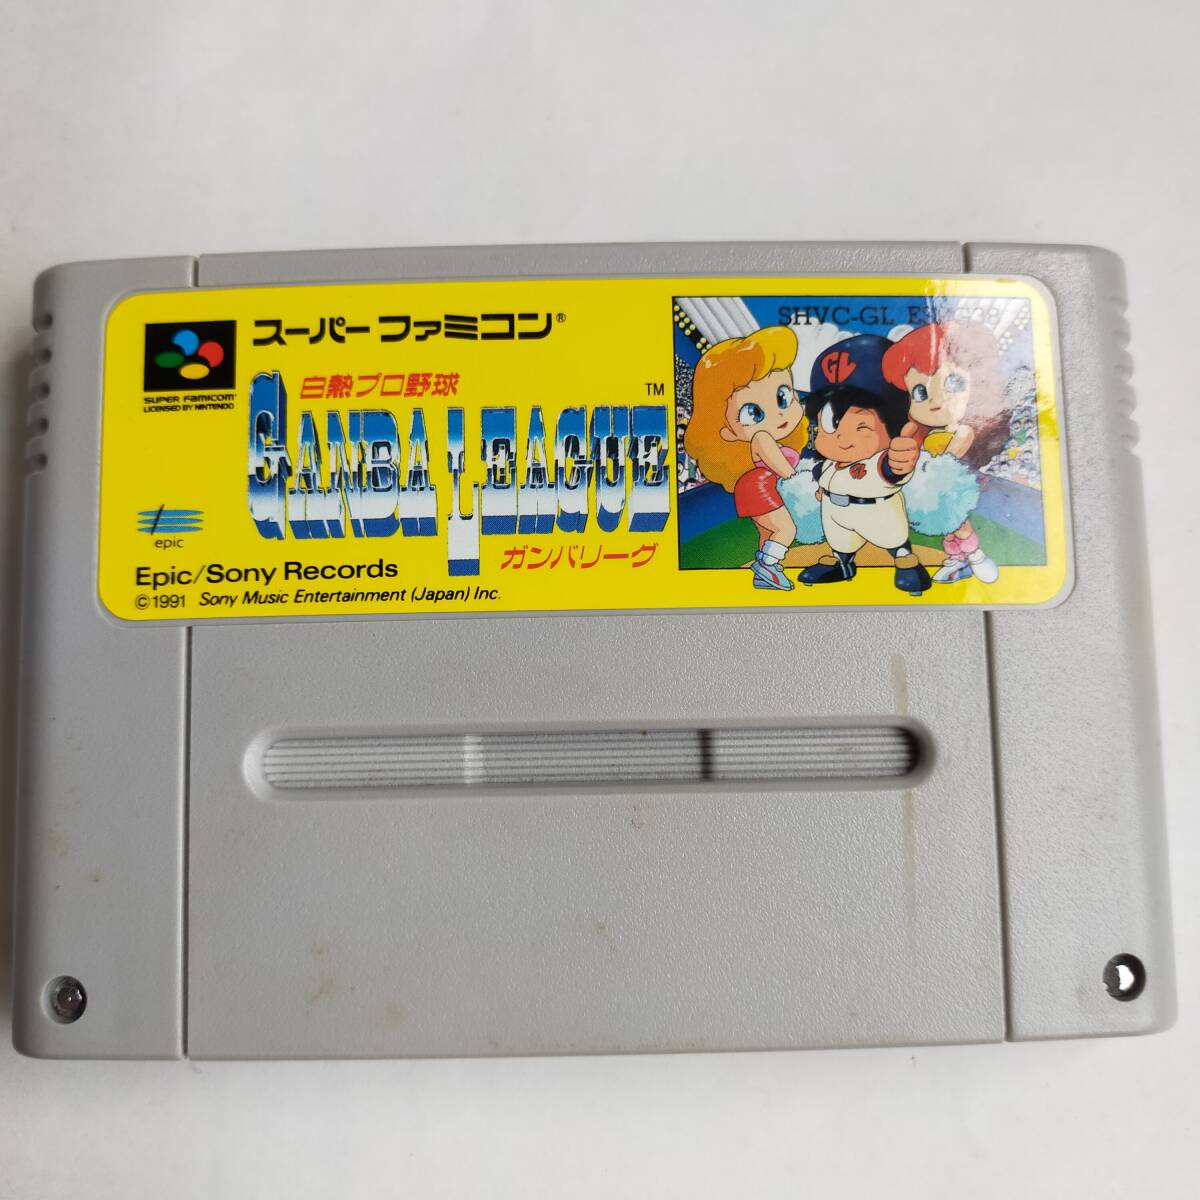 スーパーファミコン®
SUPER FAMICOM
LICENSED BY NINTENDO
白熱プロ野球
GANBA LEAGUE™
ガンバリーグ
epic
Epic/Sony Records
©1991 Sony Music Entertainment (Japan) Inc.
SHVC-GL
GL
GL